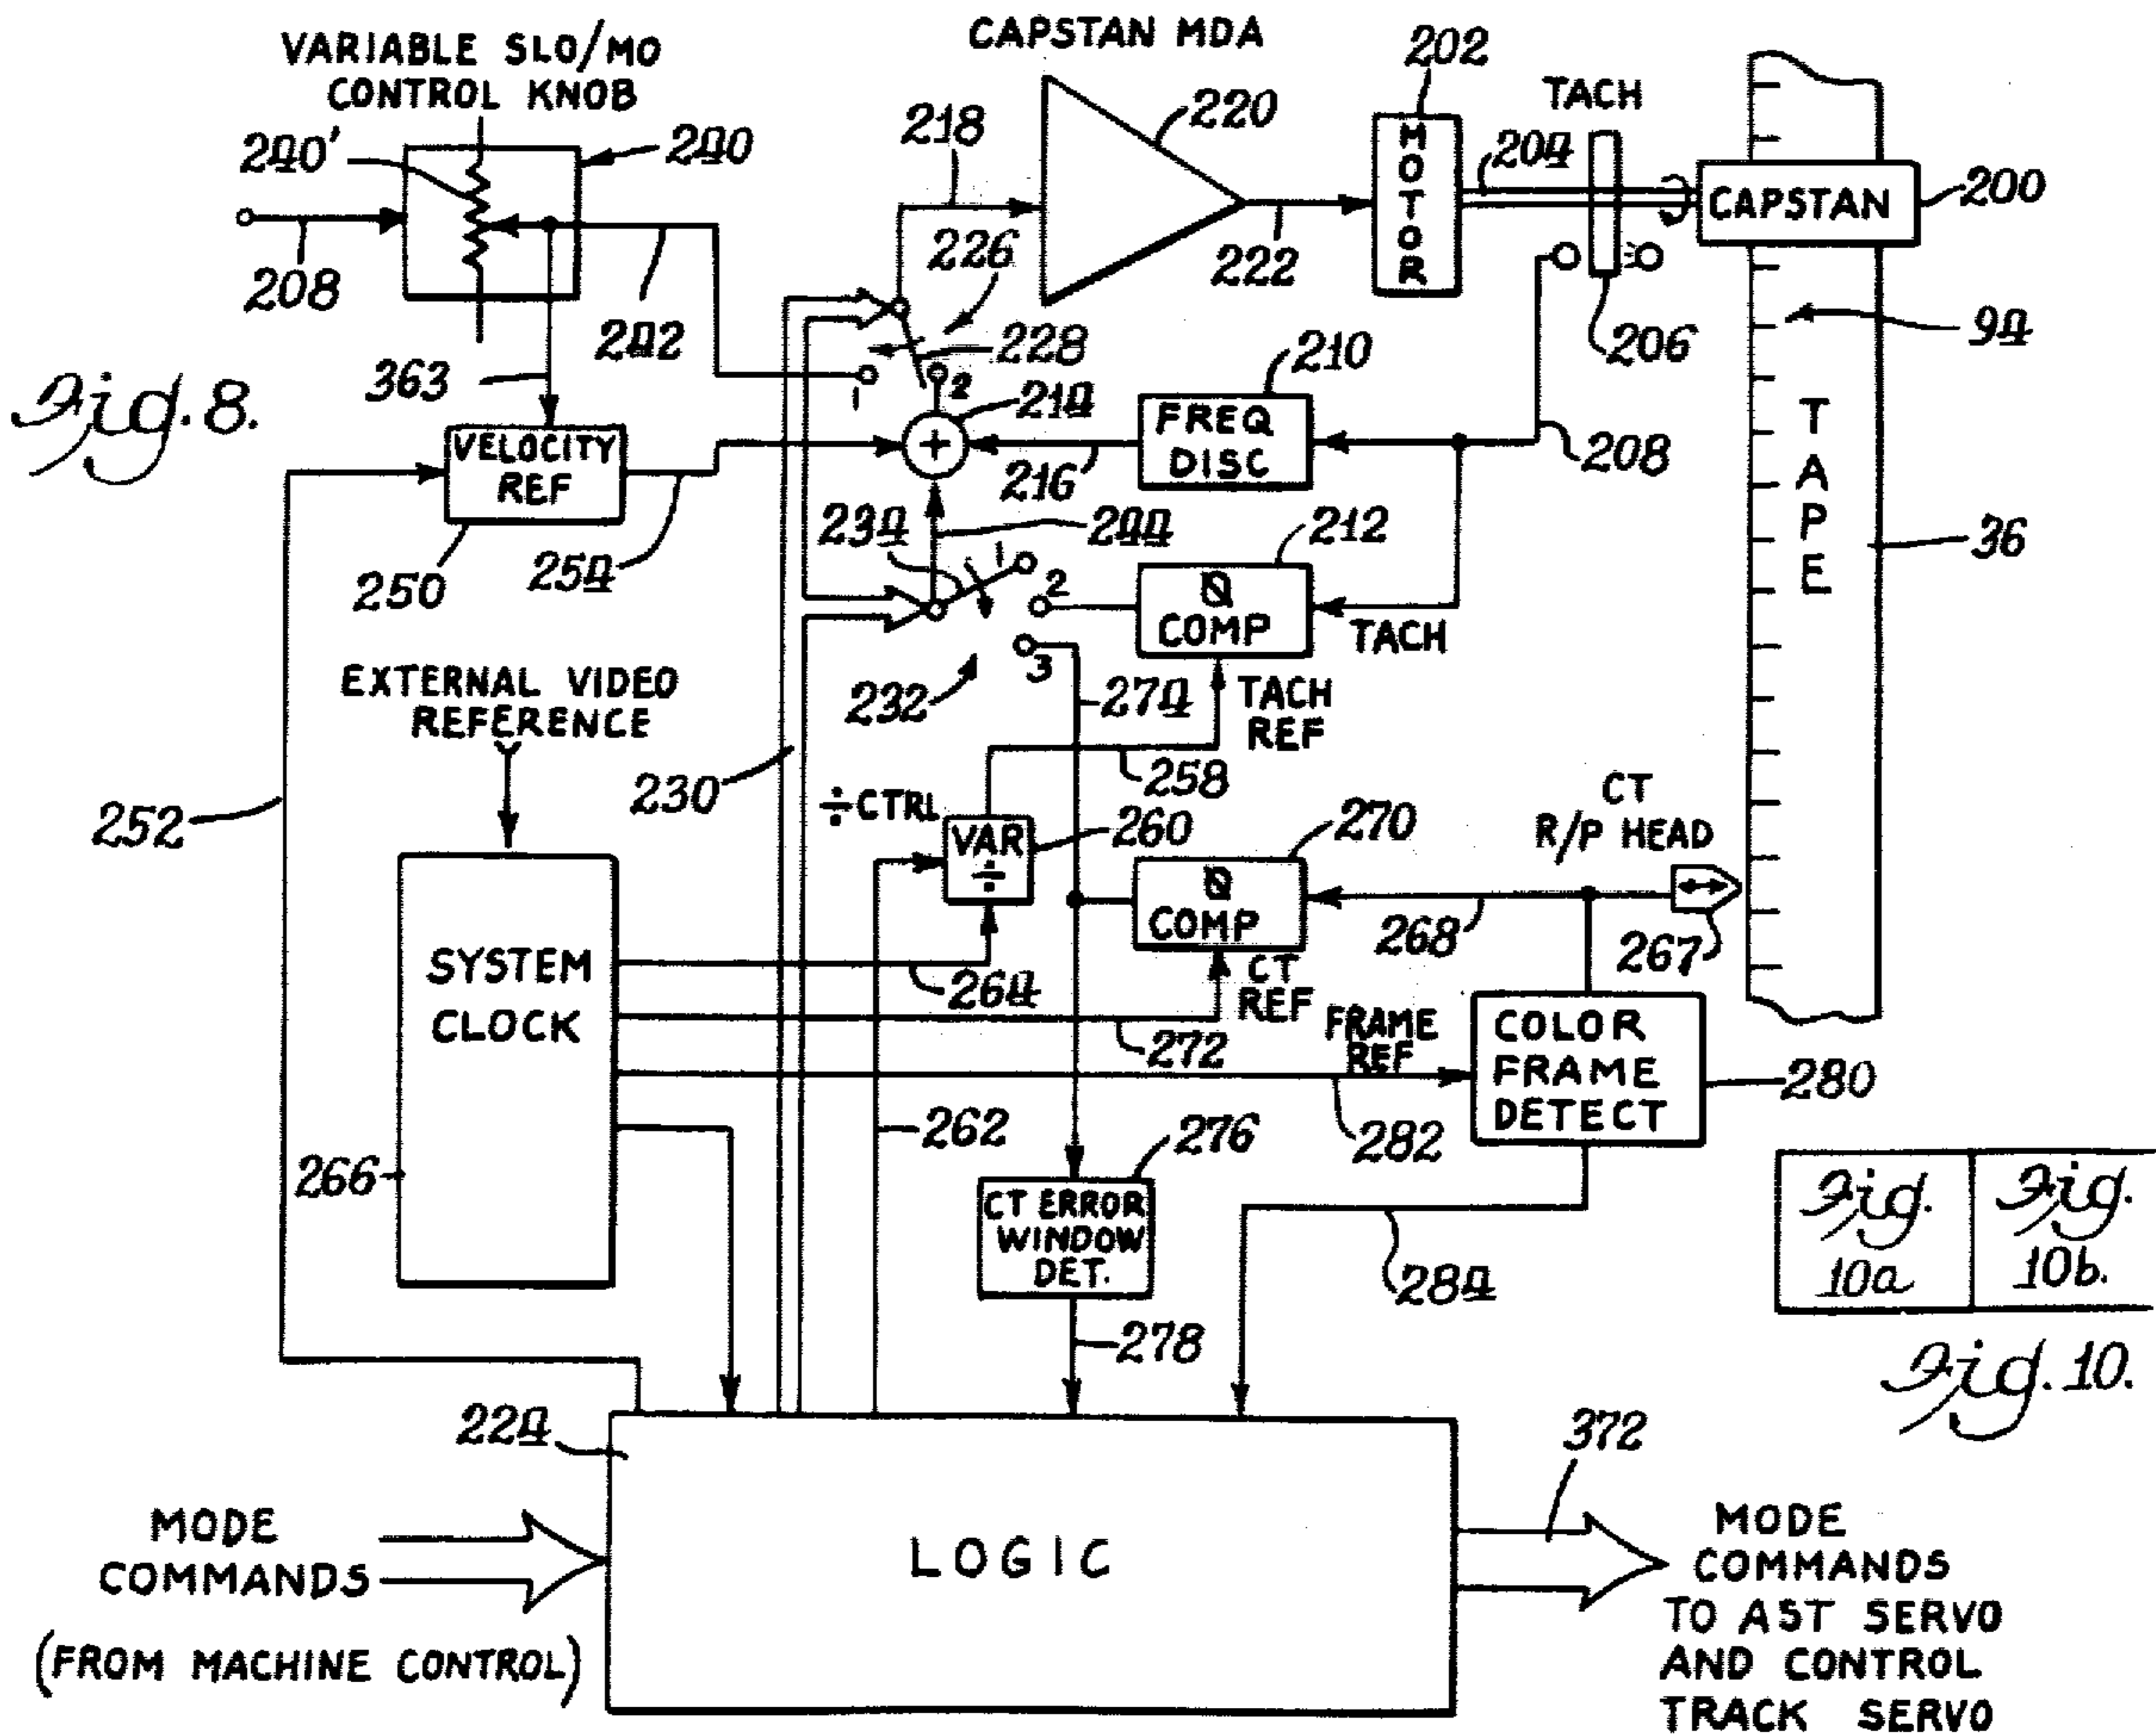 VARIABLE SLO/MO
CONTROL KNOB
CAPSTAN MDA
202
TACH
240'
240
218
220
MOTOR
204
CAPSTAN
200
208
226
222
242
228
206
94
363
1
2
214
210
Fig. 8.
VELOCITY
REF
+
216
FREQ
DISC
208
TAPE
250
254
234
244
212
36
1
2
3
Ø
COMP
TACH
EXTERNAL VIDEO
REFERENCE
232
274
TACH
REF
230
258
252
÷CTRL
VAR
÷
260
270
CT
R/P HEAD
SYSTEM
CLOCK
264
Ø
COMP
268
267
CT
REF
272
FRAME
REF
COLOR
FRAME
DETECT
280
266
262
276
282
CT ERROR
WINDOW
DET.
284
Fig.
10a
Fig.
10b.
278
Fig. 10.
224
372
MODE
COMMANDS
(FROM MACHINE CONTROL)
LOGIC
MODE
COMMANDS
TO AST SERVO
AND CONTROL
TRACK SERVO